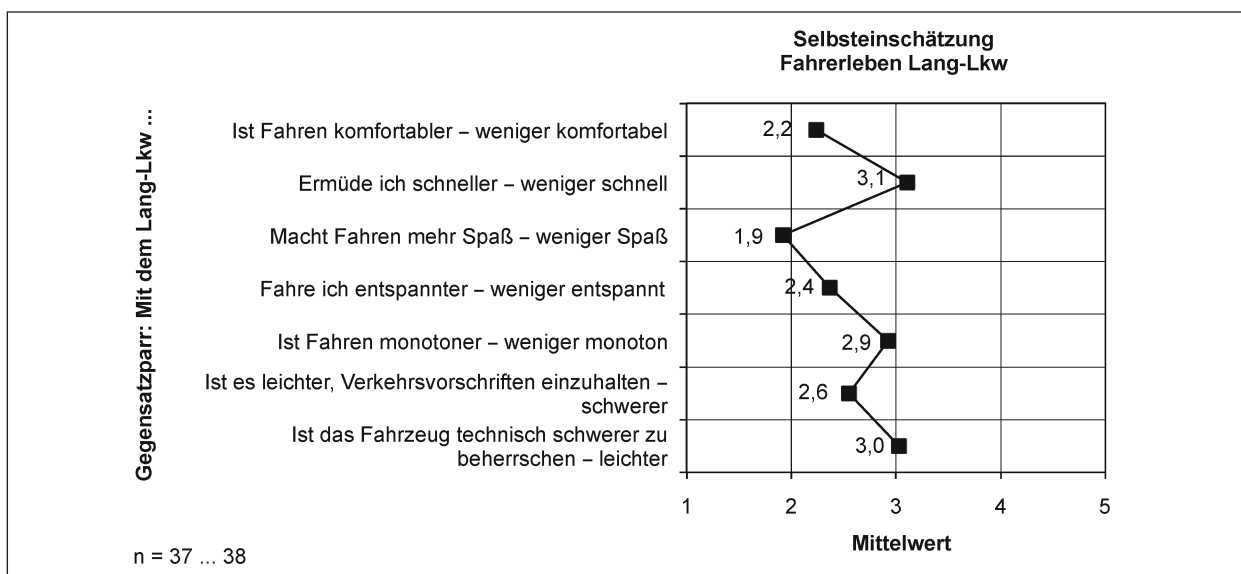 Selbsteinschätzung
Fahrerleben Lang-Lkw
Gegensatzparr: Mit dem Lang-Lkw ...
Ist Fahren komfortabler – weniger komfortabel
2,2
Ermüde ich schneller – weniger schnell
3,1
Macht Fahren mehr Spaß – weniger Spaß
1,9
Fahre ich entspannter – weniger entspannt
2,4
Ist Fahren monotoner – weniger monoton
2,9
Ist es leichter, Verkehrsvorschriften einzuhalten –
schwerer
2,6
Ist das Fahrzeug technisch schwerer zu
beherrschen – leichter
3,0
1 2 3 4 5
Mittelwert
n = 37 ... 38